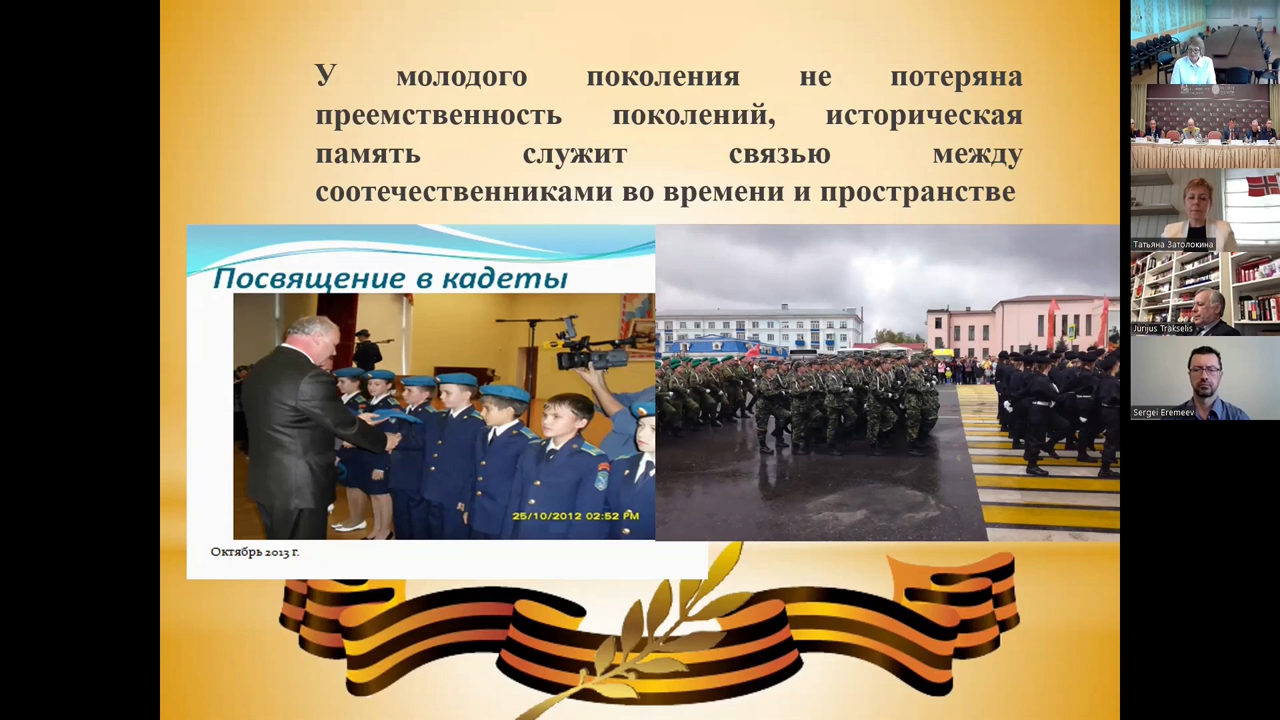 У молодого поколения не потеряна
преемственность поколений, историческая
память служит связью между
соотечественниками во времени и пространстве
Посвящение в кадеты
25/10/2012 02:52 PM
Октябрь 2013 г.
Татьяна Затолокина
Jurijus Trakselis
Sergei Eremeev